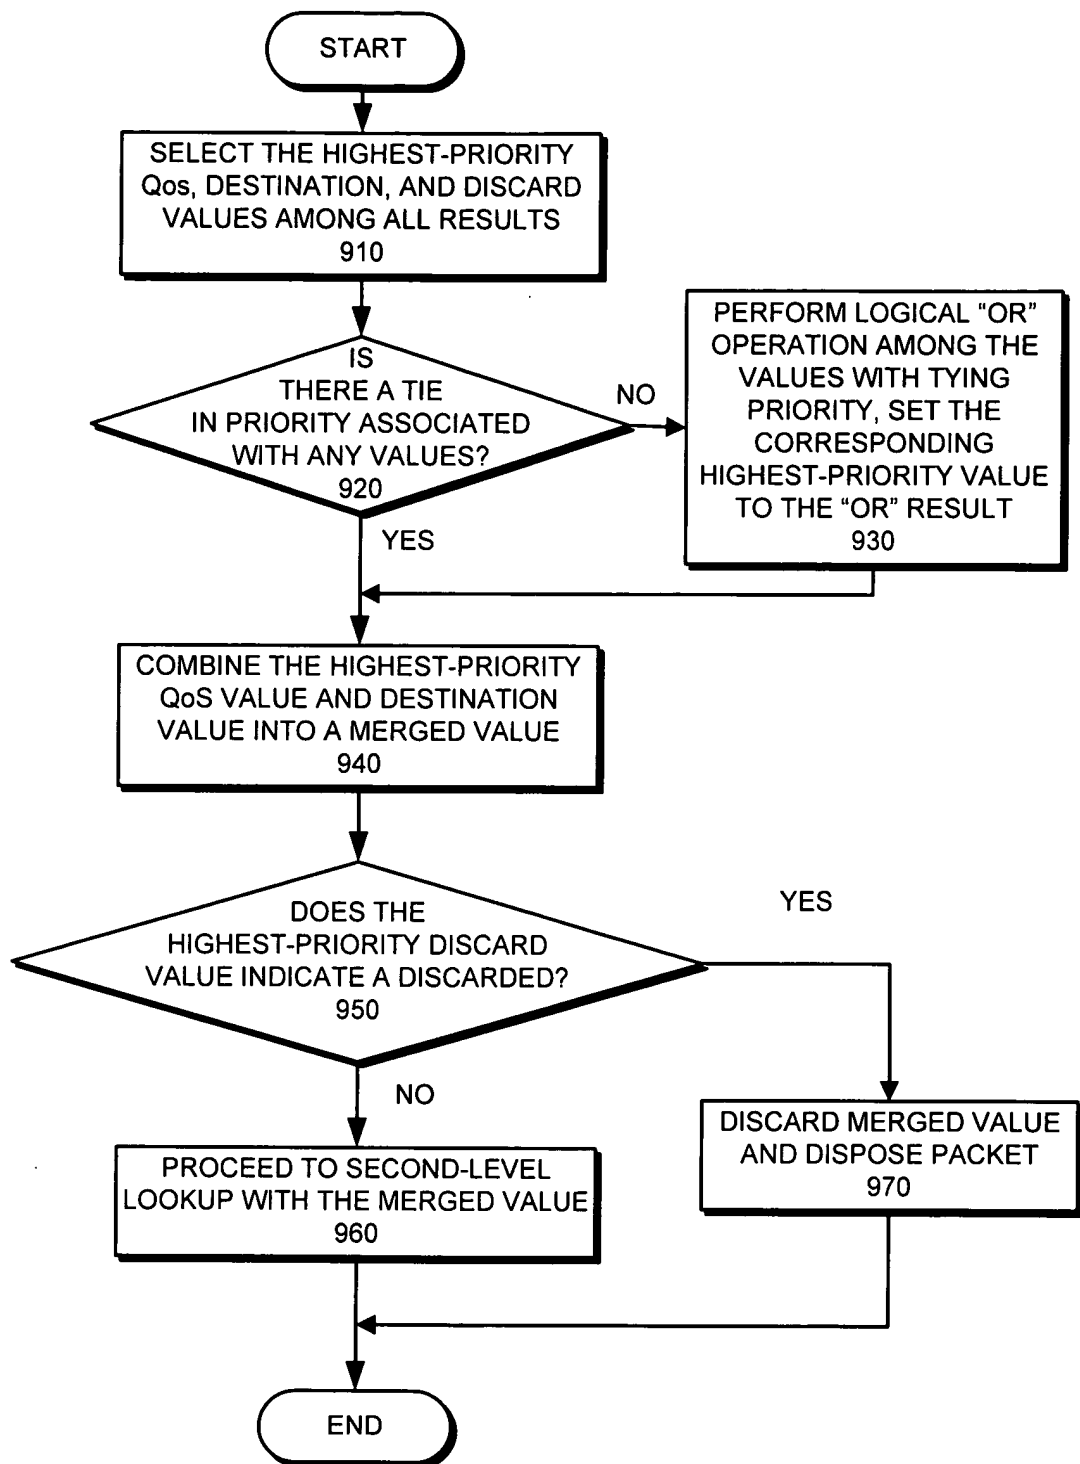 START
SELECT THE HIGHEST-PRIORITY
Qos, DESTINATION, AND DISCARD
VALUES AMONG ALL RESULTS
910
IS
THERE A TIE
IN PRIORITY ASSOCIATED
WITH ANY VALUES?
920
NO
YES
PERFORM LOGICAL “OR”
OPERATION AMONG THE
VALUES WITH TYING
PRIORITY, SET THE
CORRESPONDING
HIGHEST-PRIORITY VALUE
TO THE “OR” RESULT
930
COMBINE THE HIGHEST-PRIORITY
QoS VALUE AND DESTINATION
VALUE INTO A MERGED VALUE
940
DOES THE
HIGHEST-PRIORITY DISCARD
VALUE INDICATE A DISCARDED?
950
YES
NO
PROCEED TO SECOND-LEVEL
LOOKUP WITH THE MERGED VALUE
960
DISCARD MERGED VALUE
AND DISPOSE PACKET
970
END